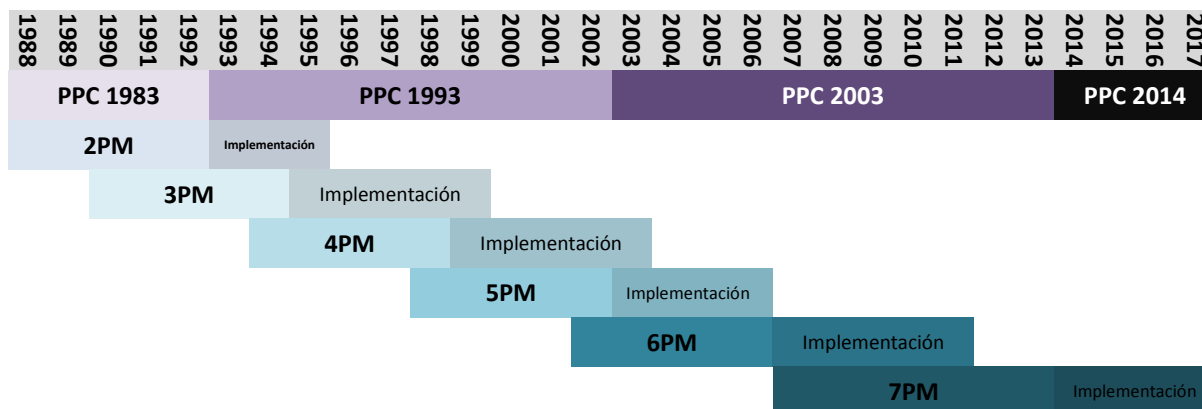 1988 1989 1990 1991 1992 1993 1994 1995 1996 1997 1998 1999 2000 2001 2002 2003 2004 2005 2006 2007 2008 2009 2010 2011 2012 2013 2014 2015 2016 2017
PPC 1983 PPC 1993 PPC 2003 PPC 2014
2PM Implementación
3PM Implementación
4PM Implementación
5PM Implementación
6PM Implementación
7PM Implementación